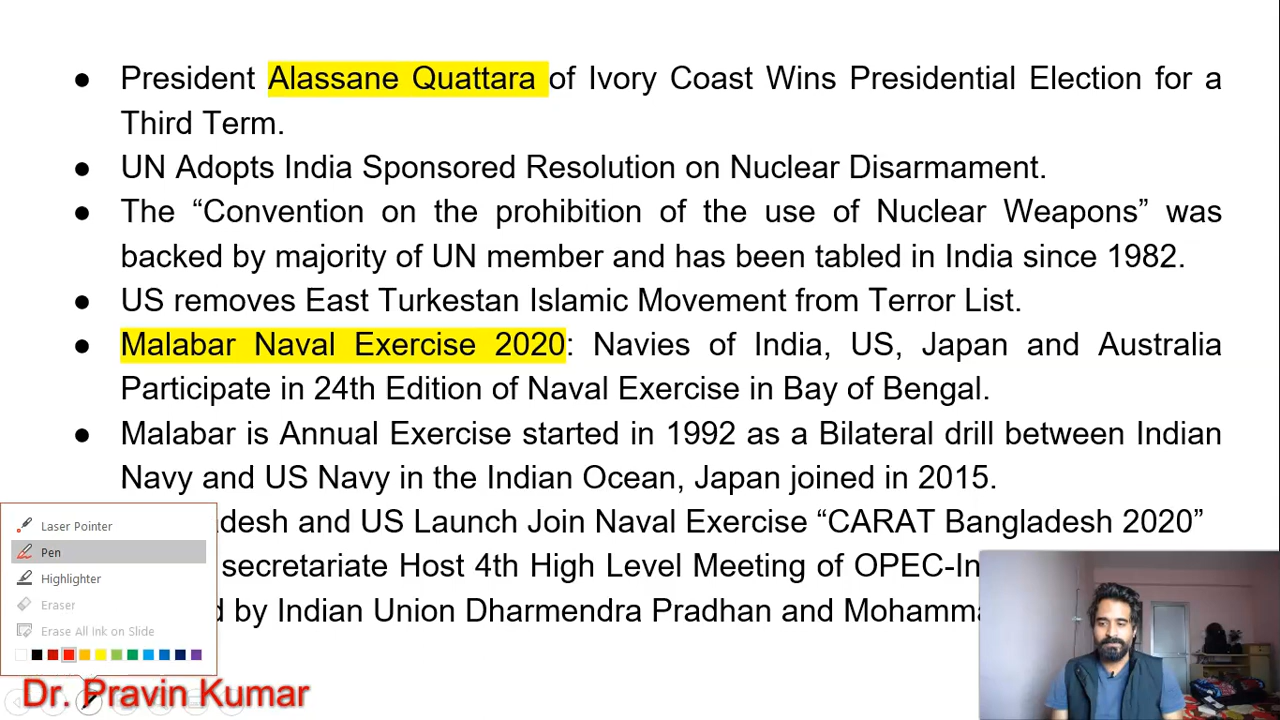 ● President Alassane Quattara of Ivory Coast Wins Presidential Election for a
Third Term.
● UN Adopts India Sponsored Resolution on Nuclear Disarmament.
● The “Convention on the prohibition of the use of Nuclear Weapons” was
backed by majority of UN member and has been tabled in India since 1982.
● US removes East Turkestan Islamic Movement from Terror List.
● Malabar Naval Exercise 2020: Navies of India, US, Japan and Australia
Participate in 24th Edition of Naval Exercise in Bay of Bengal.
● Malabar is Annual Exercise started in 1992 as a Bilateral drill between Indian
Navy and US Navy in the Indian Ocean, Japan joined in 2015.
adesh and US Launch Join Naval Exercise “CARAT Bangladesh 2020”
secretariate Host 4th High Level Meeting of OPEC-In
d by Indian Union Dharmendra Pradhan and Mohamma
Laser Pointer
Pen
Highlighter
Eraser
Erase All Ink on Slide
Dr. Pravin Kumar